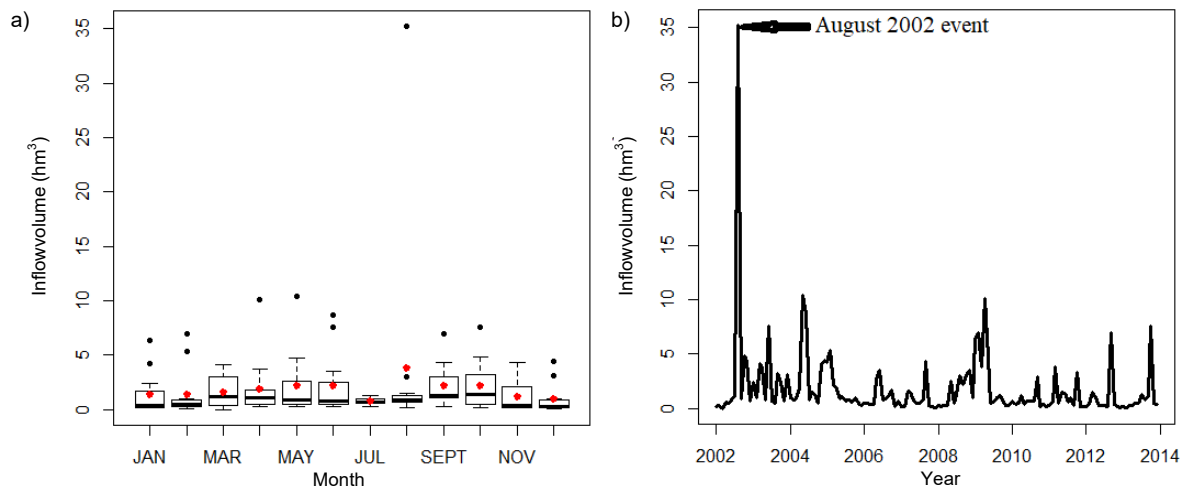 a)
Inflowvolume (hm³)
35
30
25
20
15
10
5
0
JAN MAR MAY JUL SEPT NOV
Month
b)
Inflowvolume (hm³)
35
30
25
20
15
10
5
0
August 2002 event
2002 2004 2006 2008 2010 2012 2014
Year